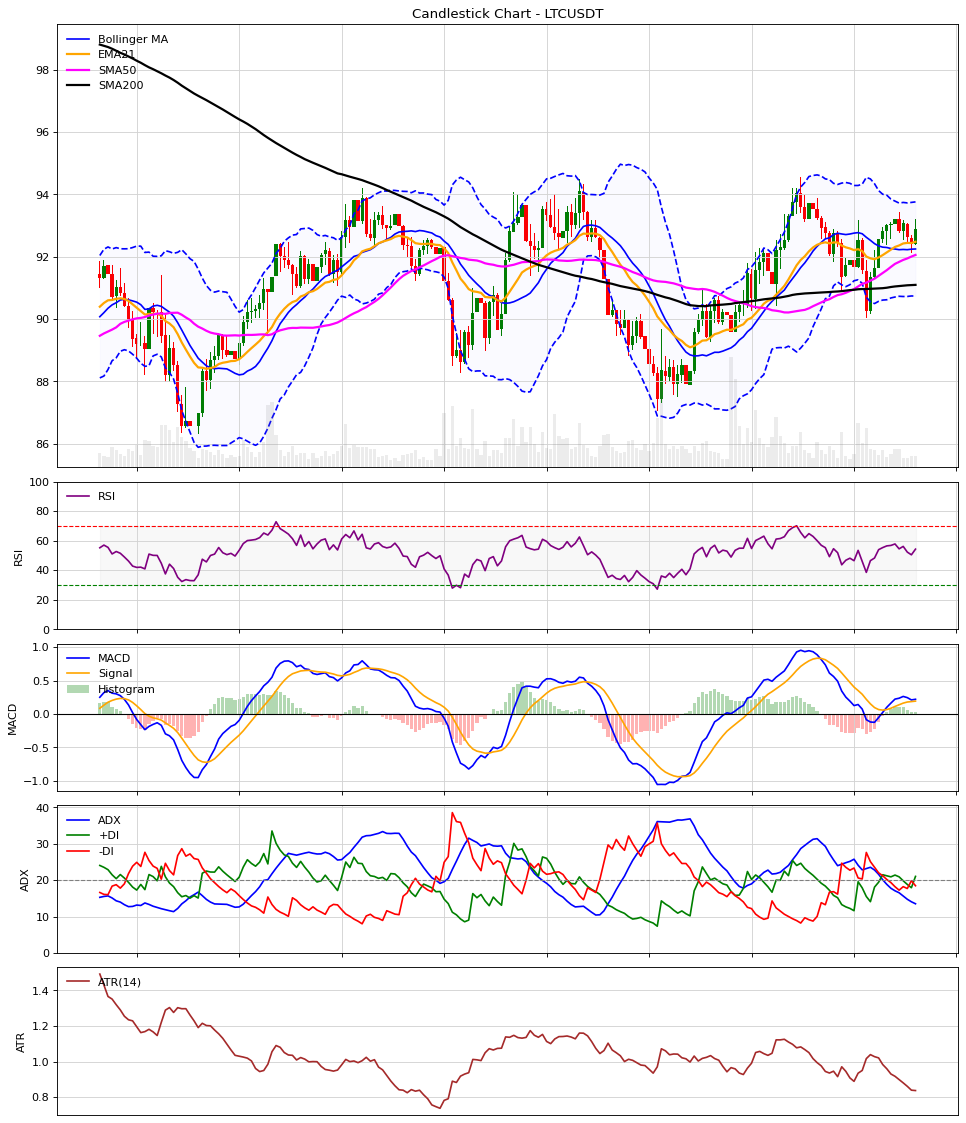 Candlestick Chart - LTCUSDT
Bollinger MA
EMA21
SMA50
SMA200
98
96
94
92
90
88
86
RSI
100
80
60
40
20
0
RSI
MACD
Signal
Histogram
1.0
0.5
0.0
−0.5
−1.0
MACD
ADX
+DI
-DI
40
30
20
10
0
ADX
ATR(14)
1.4
1.2
1.0
0.8
ATR